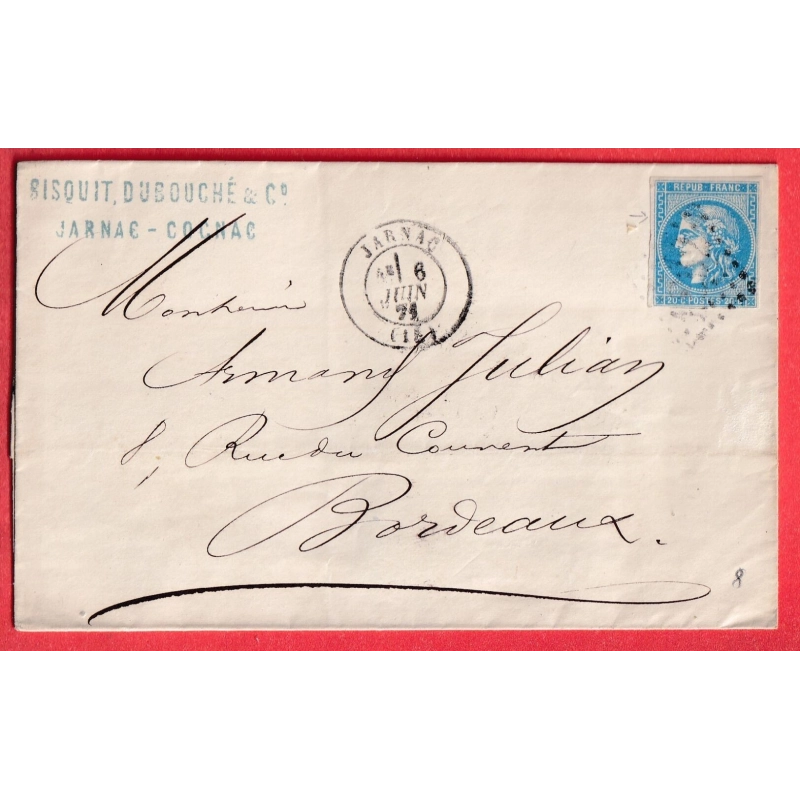 BISQUIT, DUBOUCHÉ & Cº
JARNAC - COGNAC
REPUB FRANC
20 C POSTES 20 C
JARNAC
6
JUIN
71
(15)
Monsieur
Armand Julian
8, Rue du Couvent
Bordeaux.
8